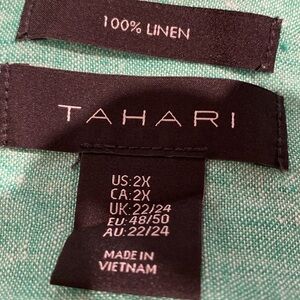 100% LINEN
TAHARI
US: 2X
CA: 2X
UK: 22/24
EU: 48/50
AU: 22/24
MADE IN
VIETNAM